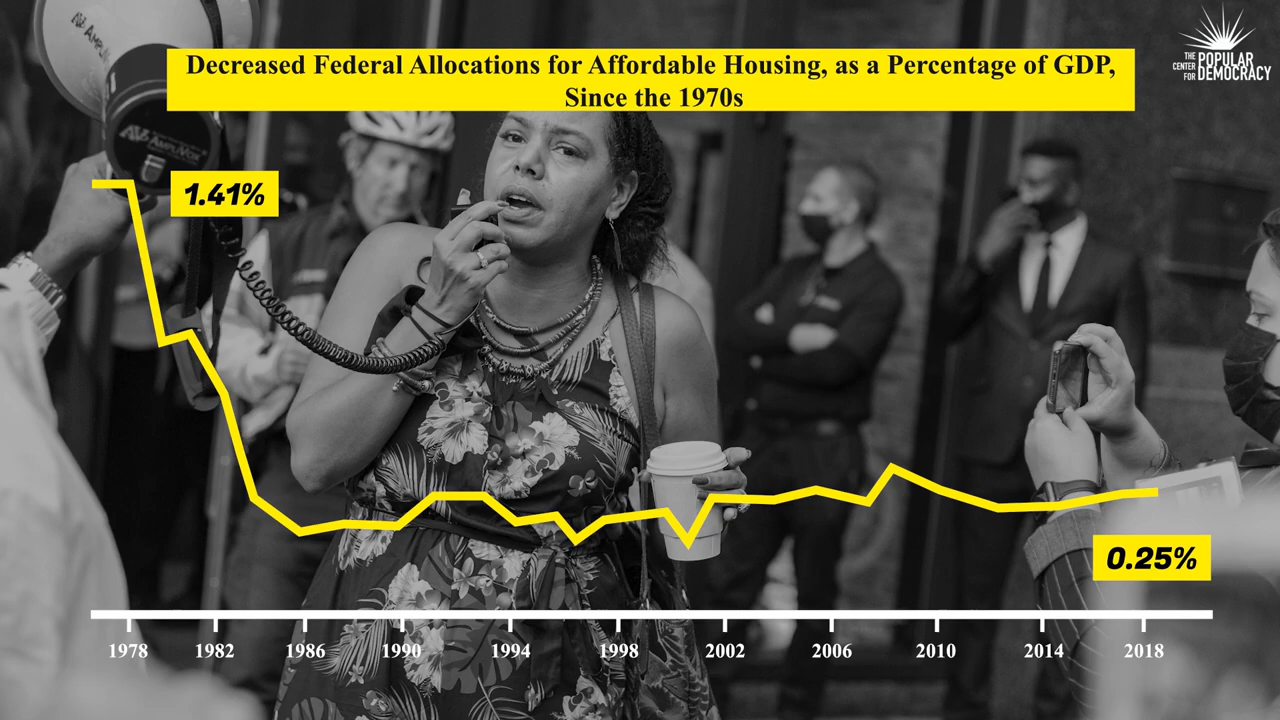 Decreased Federal Allocations for Affordable Housing, as a Percentage of GDP,
Since the 1970s
THE CENTER FOR POPULAR DEMOCRACY
AMPLIVOX
1.41%
0.25%
1978 1982 1986 1990 1994 1998 2002 2006 2010 2014 2018